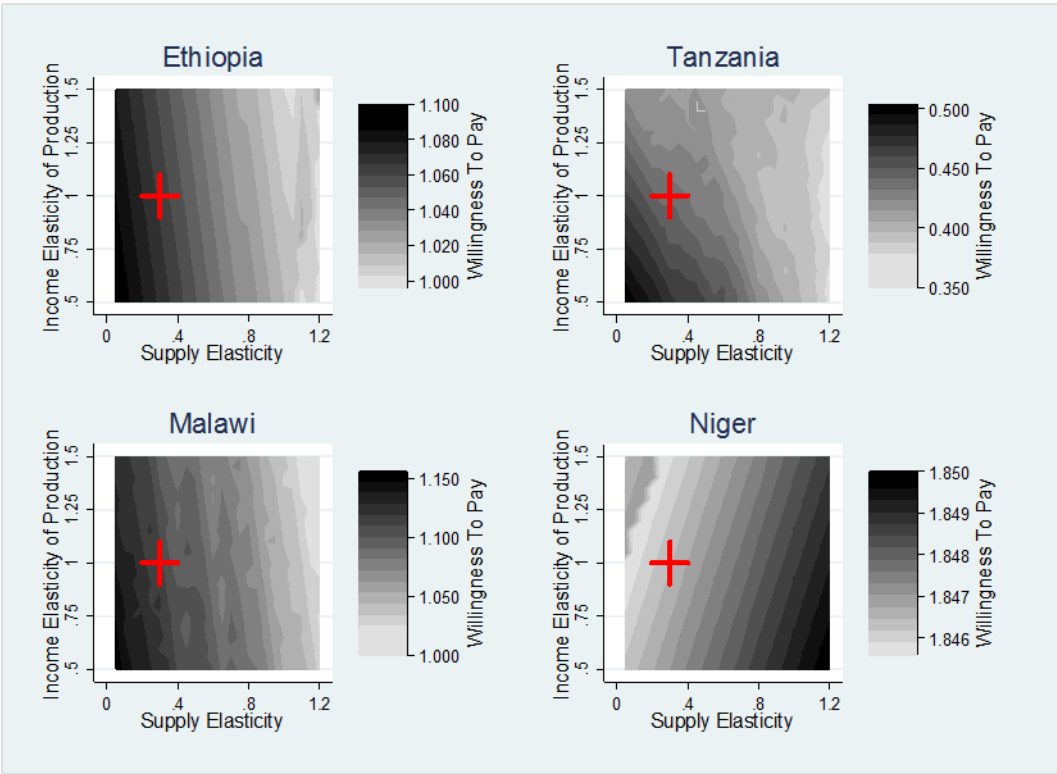 Ethiopia
Income Elasticity of Production
1.5
1.25
1
.75
.5
0 .4 .8 1.2
Supply Elasticity
1.100
1.080
1.060
1.040
1.020
1.000
Willingness To Pay
Tanzania
Income Elasticity of Production
1.5
1.25
1
.75
.5
0 .4 .8 1.2
Supply Elasticity
0.500
0.450
0.400
0.350
Willingness To Pay
Malawi
Income Elasticity of Production
1.5
1.25
1
.75
.5
0 .4 .8 1.2
Supply Elasticity
1.150
1.100
1.050
1.000
Willingness To Pay
Niger
Income Elasticity of Production
1.5
1.25
1
.75
.5
0 .4 .8 1.2
Supply Elasticity
1.850
1.849
1.848
1.847
1.846
Willingness To Pay